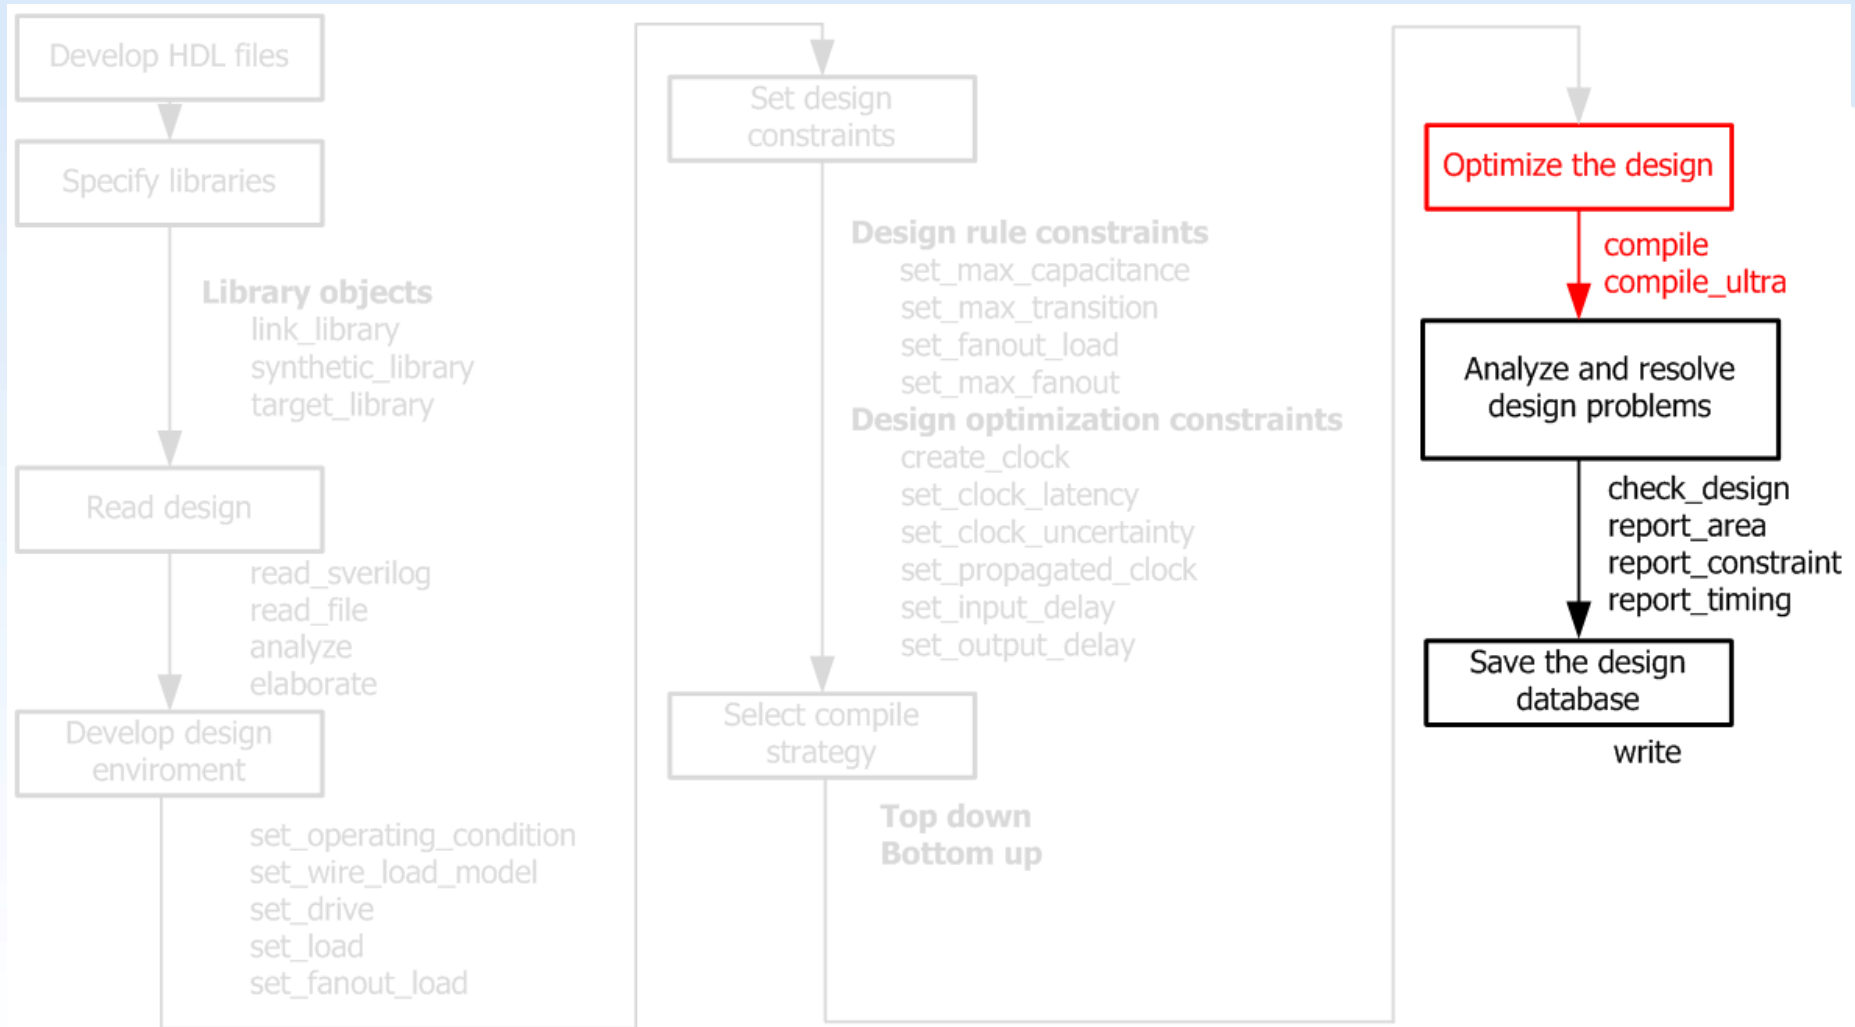 Develop HDL files
Specify libraries
Library objects
link_library
synthetic_library
target_library
Read design
read_sverilog
read_file
analyze
elaborate
Develop design
enviroment
set_operating_condition
set_wire_load_model
set_drive
set_load
set_fanout_load
Set design
constraints
Design rule constraints
set_max_capacitance
set_max_transition
set_fanout_load
set_max_fanout
Design optimization constraints
create_clock
set_clock_latency
set_clock_uncertainty
set_propagated_clock
set_input_delay
set_output_delay
Select compile
strategy
Top down
Bottom up
Optimize the design
compile
compile_ultra
Analyze and resolve
design problems
check_design
report_area
report_constraint
report_timing
Save the design
database
write